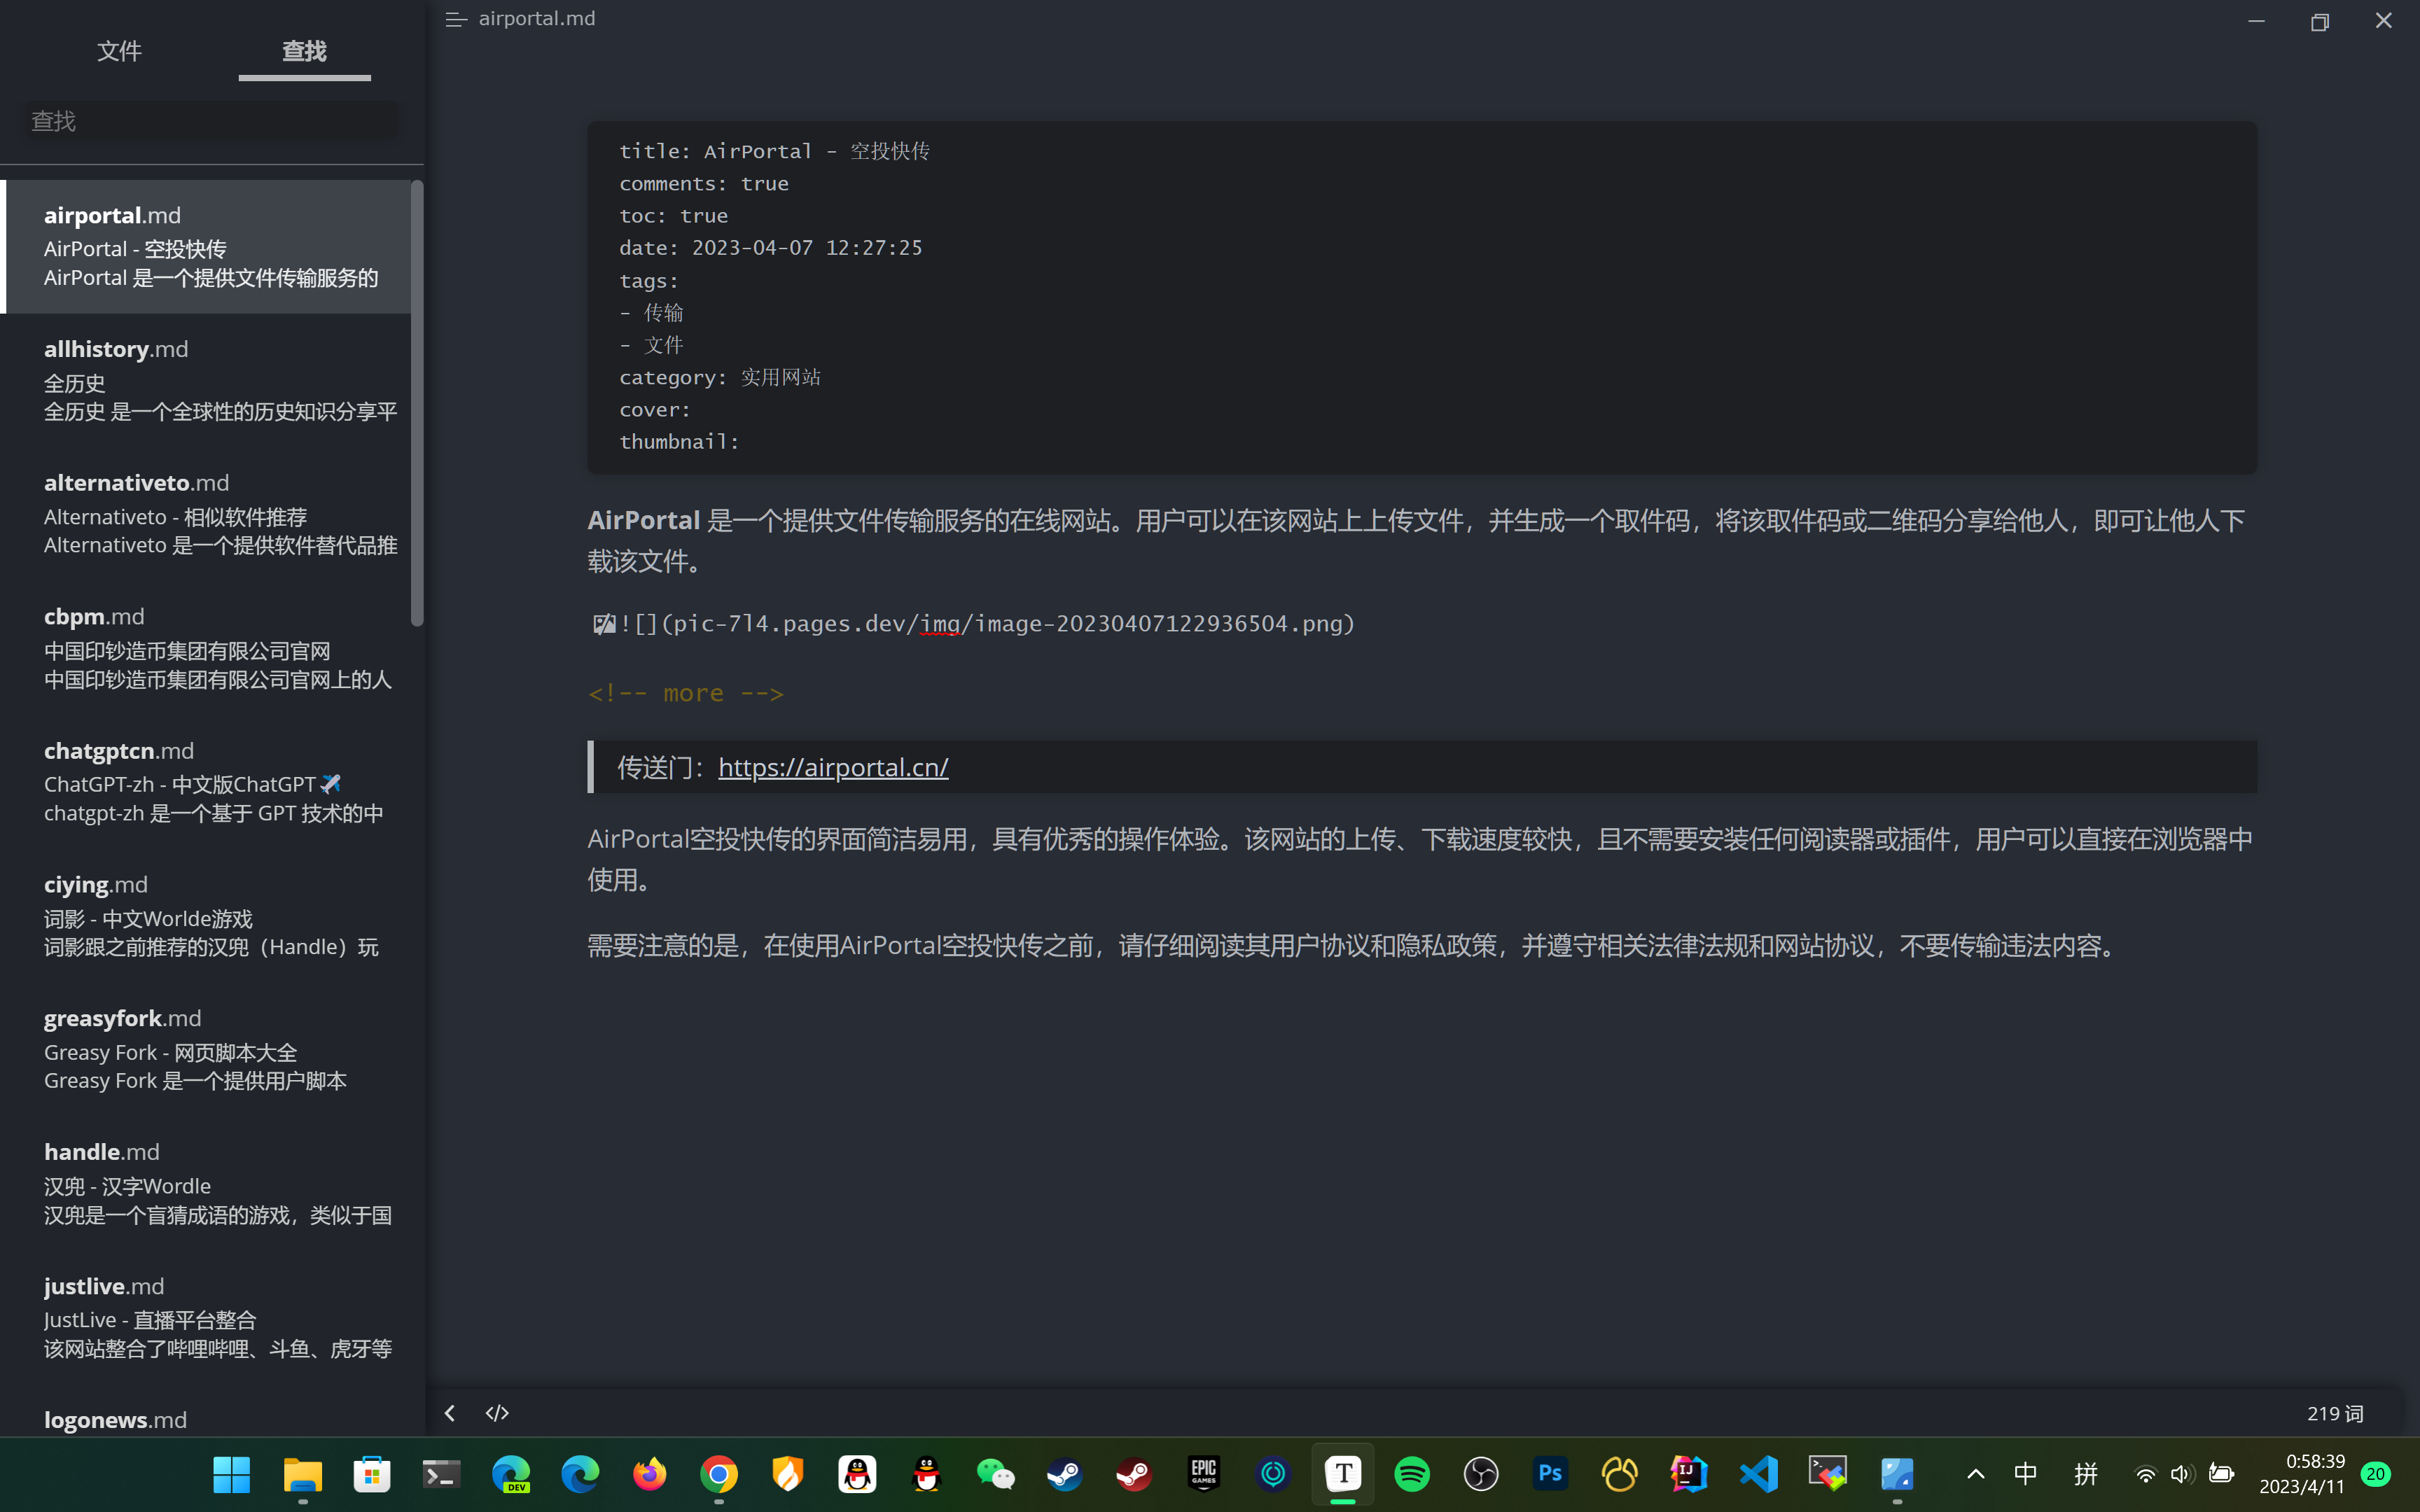 文件
查找
查找
airportal.md
AirPortal - 空投快传
AirPortal 是一个提供文件传输服务的
allhistory.md
全历史
全历史 是一个全球性的历史知识分享平
alternativeto.md
Alternativeto - 相似软件推荐
Alternativeto 是一个提供软件替代品推
cbpm.md
中国印钞造币集团有限公司官网
中国印钞造币集团有限公司官网上的人
chatgptcn.md
ChatGPT-zh - 中文版ChatGPT✈️
chatgpt-zh 是一个基于 GPT 技术的中
ciying.md
词影 - 中文Worlde游戏
词影跟之前推荐的汉兜（Handle）玩
greasyfork.md
Greasy Fork - 网页脚本大全
Greasy Fork 是一个提供用户脚本
handle.md
汉兜 - 汉字Wordle
汉兜是一个盲猜成语的游戏，类似于国
justlive.md
JustLive - 直播平台整合
该网站整合了哔哩哔哩、斗鱼、虎牙等
logonews.md
airportal.md
title: AirPortal - 空投快传
comments: true
toc: true
date: 2023-04-07 12:27:25
tags:
- 传输
- 文件
category: 实用网站
cover:
thumbnail:
AirPortal 是一个提供文件传输服务的在线网站。用户可以在该网站上上传文件，并生成一个取件码，将该取件码或二维码分享给他人，即可让他人下
载该文件。
![](pic-7l4.pages.dev/img/image-20230407122936504.png)
<!-- more -->
传送门：https://airportal.cn/
AirPortal空投快传的界面简洁易用，具有优秀的操作体验。该网站的上传、下载速度较快，且不需要安装任何阅读器或插件，用户可以直接在浏览器中
使用。
需要注意的是，在使用AirPortal空投快传之前，请仔细阅读其用户协议和隐私政策，并遵守相关法律法规和网站协议，不要传输违法内容。
</>
219 词
DEV
EPIC
GAMES
T
Ps
IJ
中
拼
0:58:39
2023/4/11
20